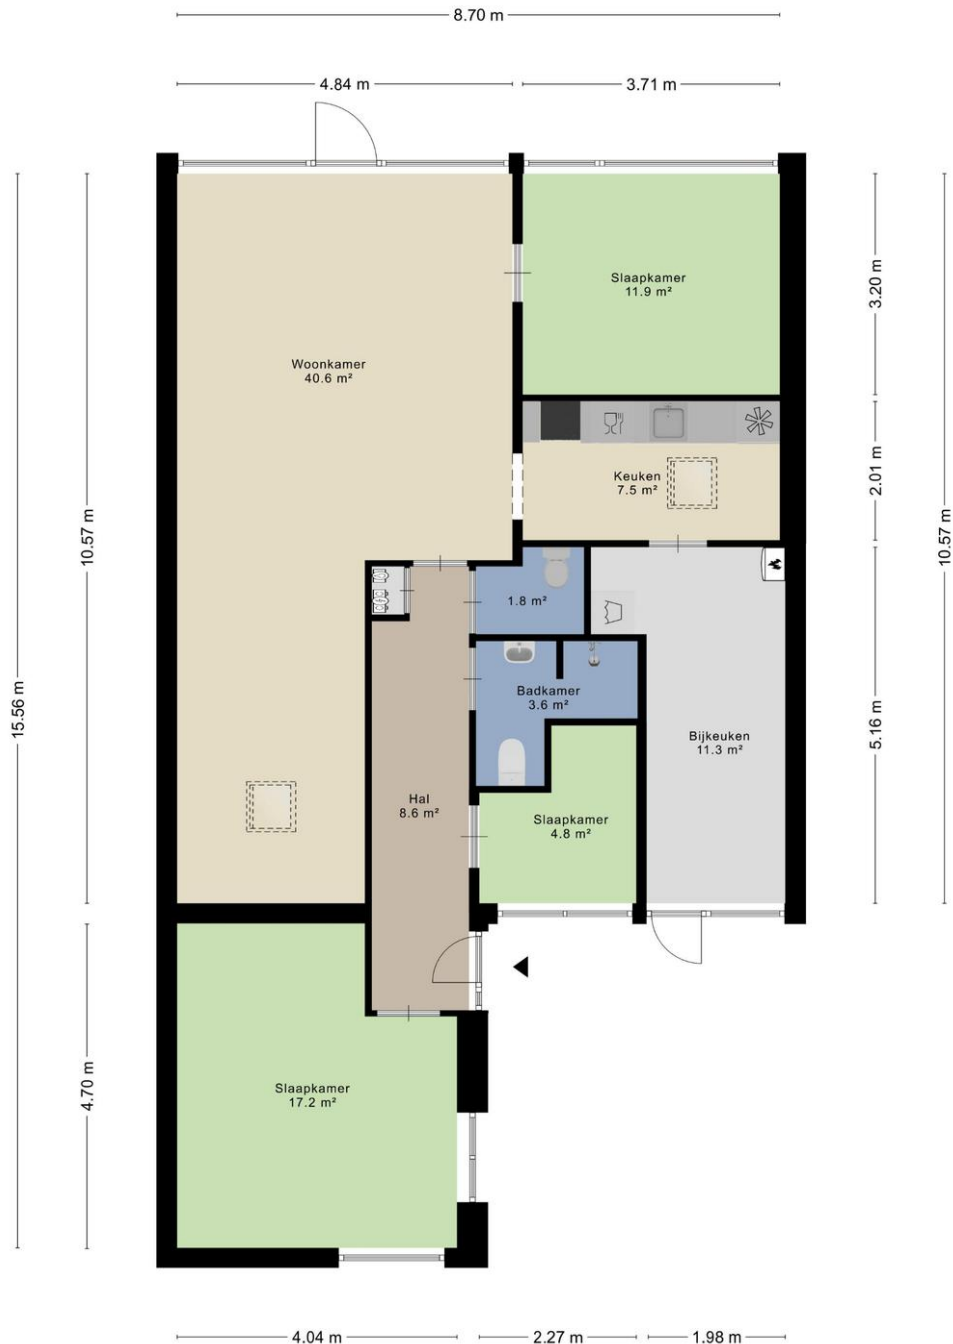 8.70 m
4.84 m
3.71 m
Slaapkamer
11.9 m²
3.20 m
Woonkamer
40.6 m²
Keuken
7.5 m²
2.01 m
10.57 m
10.57 m
1.8 m²
15.56 m
Badkamer
3.6 m²
Bijkeuken
11.3 m²
5.16 m
Hal
8.6 m²
Slaapkamer
4.8 m²
Slaapkamer
17.2 m²
4.70 m
4.04 m
2.27 m
1.98 m